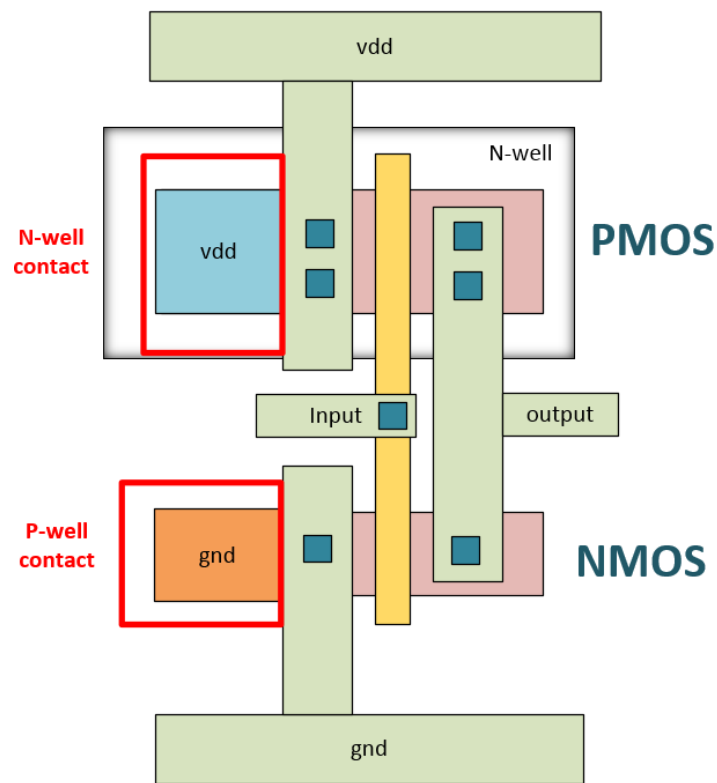 vdd
N-well
N-well
contact
vdd
PMOS
Input
output
P-well
contact
gnd
NMOS
gnd